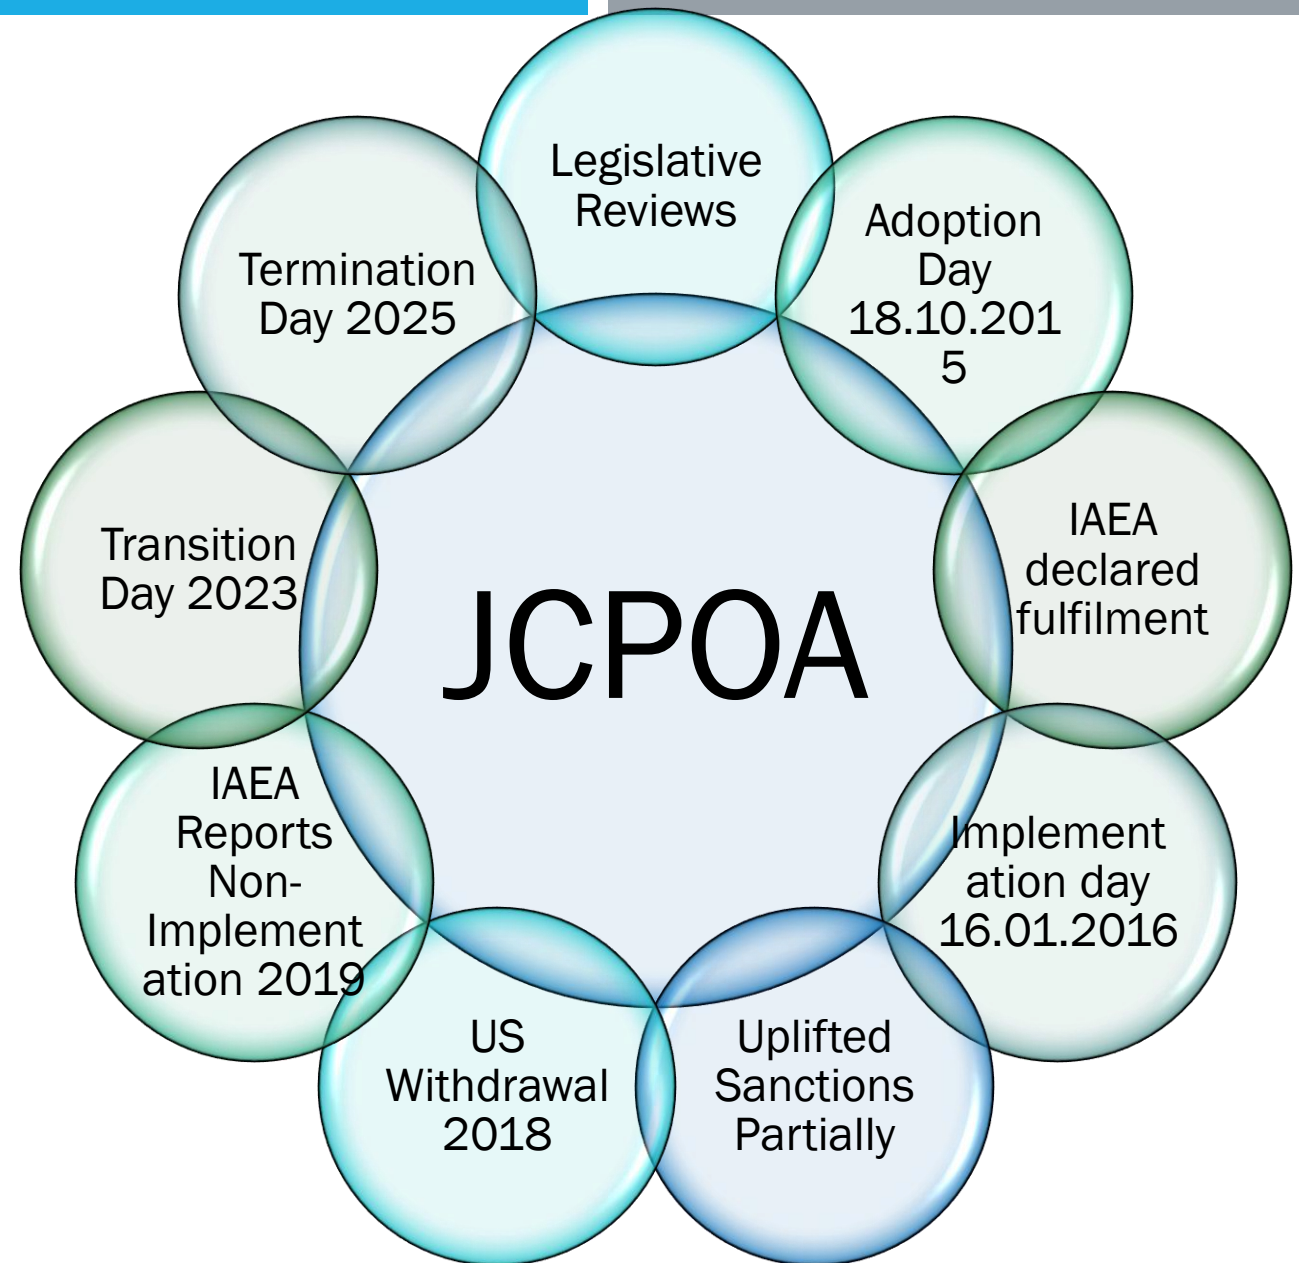 Legislative
Reviews
Adoption
Day
18.10.201
5
IAEA
declared
fulfilment
Implement
ation day
16.01.2016
Uplifted
Sanctions
Partially
US
Withdrawal
2018
IAEA
Reports
Non-
Implement
ation 2019
Transition
Day 2023
Termination
Day 2025
JCPOA